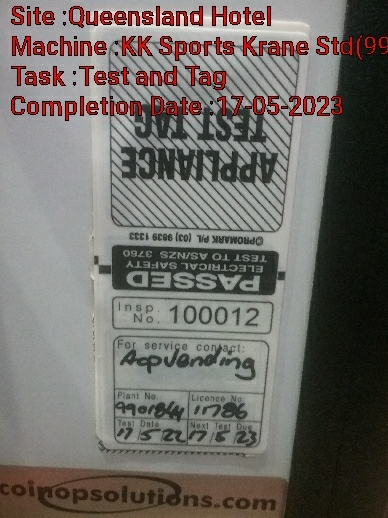 Site :Queensland Hotel
Machine :KK Sports Krane Std(99
Task :Test and Tag
Completion Date :17-05-2023
APPLIANCE
TEST TAG
©PROMARK P/L (03) 9839 1333
PASSED
ELECTRICAL SAFETY
TEST TO AS/NZS 3760
Insp. No. 100012
For service contact:
Acpvending
Plant No. Licence No.
9901844 11786
Test Date Next Test Due
17/5/22 17/5/23
coinopsolutions.com